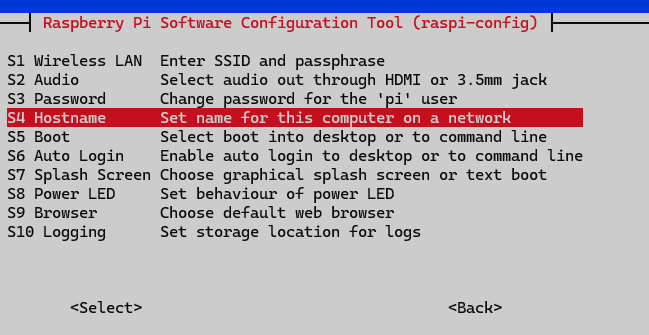 Raspberry Pi Software Configuration Tool (raspi-config)
S1 Wireless LAN  Enter SSID and passphrase
S2 Audio         Select audio out through HDMI or 3.5mm jack
S3 Password      Change password for the 'pi' user
S4 Hostname      Set name for this computer on a network
S5 Boot          Select boot into desktop or to command line
S6 Auto Login    Enable auto login to desktop or to command line
S7 Splash Screen Choose graphical splash screen or text boot
S8 Power LED     Set behaviour of power LED
S9 Browser       Choose default web browser
S10 Logging      Set storage location for logs
<Select>                                  <Back>